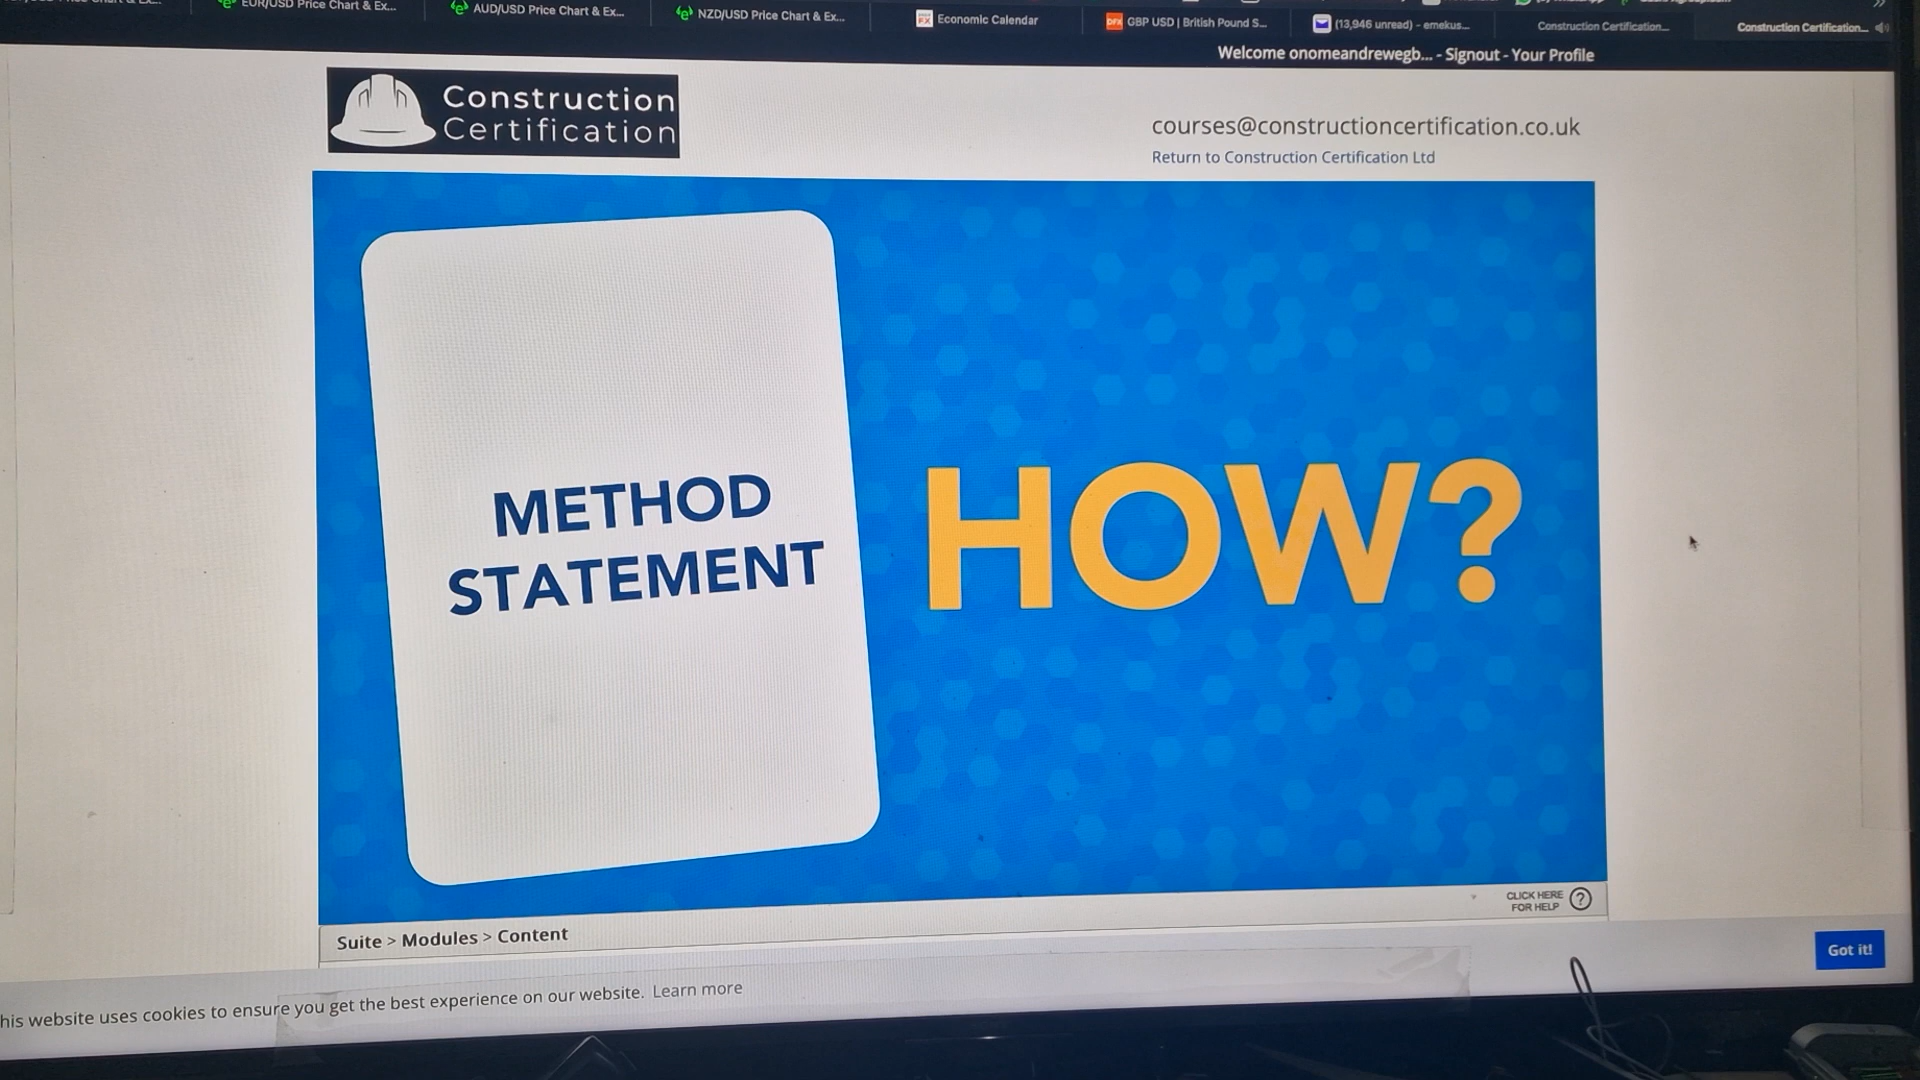 EUR/USD Price Chart & Ex...
AUD/USD Price Chart & Ex...
NZD/USD Price Chart & Ex...
Economic Calendar
GBP USD | British Pound S...
(13,946 unread) - emekus...
Construction Certification...
Construction Certification...
Welcome onomeandrewegb... - Signout - Your Profile
Construction
Certification
courses@constructioncertification.co.uk
Return to Construction Certification Ltd
METHOD
STATEMENT
HOW?
CLICK HERE
FOR HELP
Suite > Modules > Content
Got it!
his website uses cookies to ensure you get the best experience on our website. Learn more